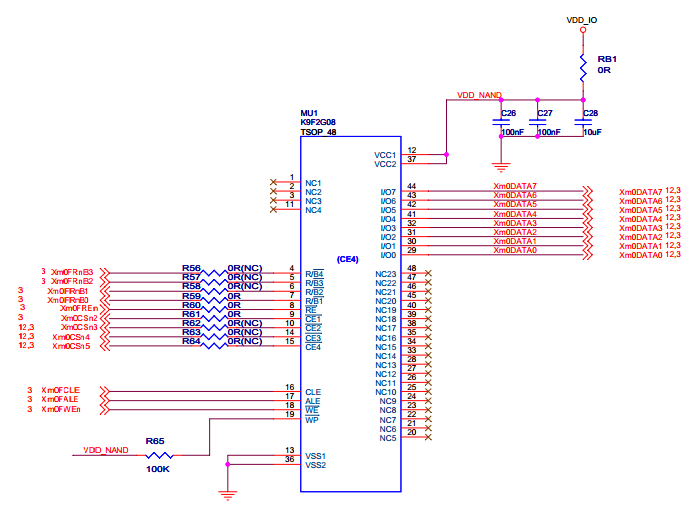 VDD_IO
RB1
0R
VDD_NAND
C26
C27
C28
100nF
100nF
10uF
MU1
K9F2G08
TSOP_48
(CE4)
1 NC1
2 NC2
3 NC3
11 NC4
VCC1 12
VCC2 37
I/O7 44 Xm0DATA7 Xm0DATA7 12,3
I/O6 43 Xm0DATA6 Xm0DATA6 12,3
I/O5 42 Xm0DATA5 Xm0DATA5 12,3
I/O4 41 Xm0DATA4 Xm0DATA4 12,3
I/O3 32 Xm0DATA3 Xm0DATA3 12,3
I/O2 31 Xm0DATA2 Xm0DATA2 12,3
I/O1 30 Xm0DATA1 Xm0DATA1 12,3
I/O0 29 Xm0DATA0 Xm0DATA0 12,3
3 Xm0FRnB3 R56 0R(NC) 4 R/B4
3 Xm0FRnB2 R57 0R(NC) 5 R/B3
3 Xm0FRnB1 R58 0R(NC) 6 R/B2
3 Xm0FRnB0 R59 0R 7 R/B1
3 Xm0FREn R60 0R 8 RE
3 Xm0CSn2 R61 0R 9 CE1
12,3 Xm0CSn3 R62 0R(NC) 10 CE2
12,3 Xm0CSn4 R63 0R(NC) 14 CE3
12,3 Xm0CSn5 R64 0R(NC) 15 CE4
NC23 48
NC22 47
NC21 46
NC20 45
NC19 40
NC18 39
NC17 38
NC16 35
NC15 34
NC14 33
NC13 28
NC12 27
NC11 26
NC10 25
NC9 24
NC8 23
NC7 22
NC6 21
NC5 20
3 Xm0FCLE 16 CLE
3 Xm0FALE 17 ALE
3 Xm0FWEn 18 WE
19 WP
VDD_NAND
R65
100K
13 VSS1
36 VSS2